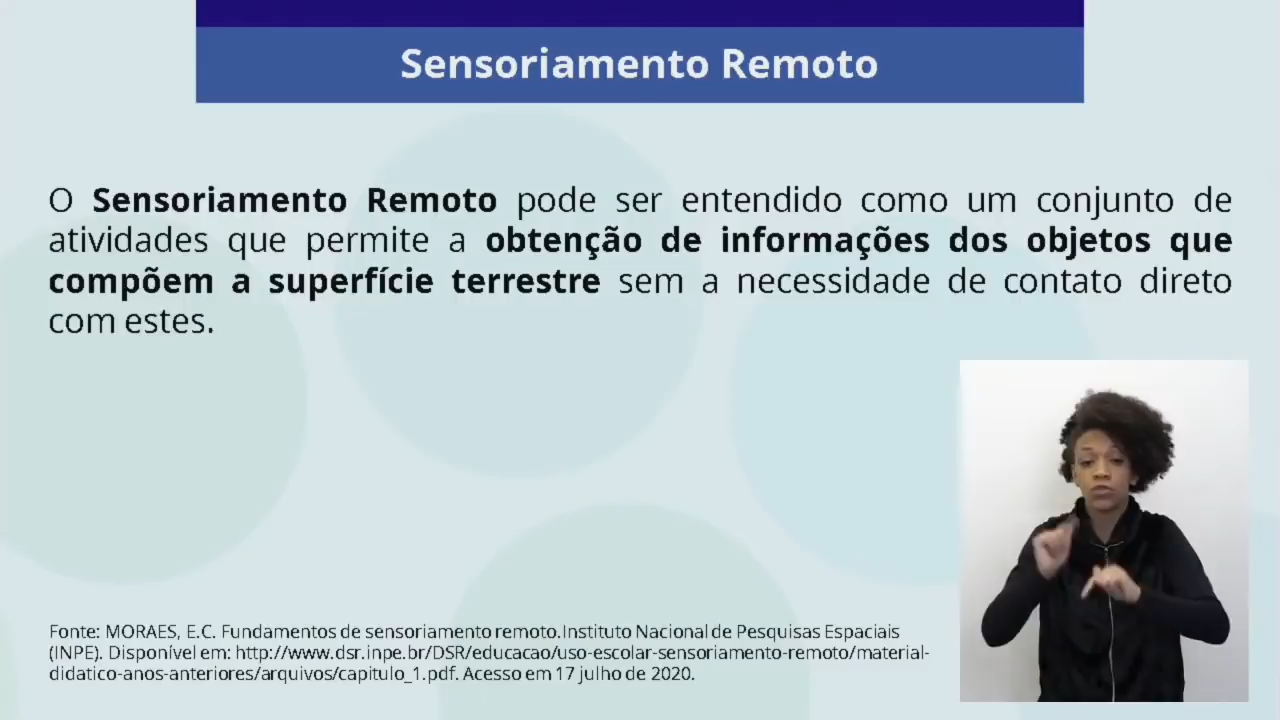 Sensoriamento Remoto
O Sensoriamento Remoto pode ser entendido como um conjunto de
atividades que permite a obtenção de informações dos objetos que
compõem a superfície terrestre sem a necessidade de contato direto
com estes.
Fonte: MORAES, E.C. Fundamentos de sensoriamento remoto.Instituto Nacional de Pesquisas Espaciais
(INPE). Disponível em: http://www.dsr.inpe.br/DSR/educacao/uso-escolar-sensoriamento-remoto/material-
didatico-anos-anteriores/arquivos/capitulo_1.pdf. Acesso em 17 julho de 2020.